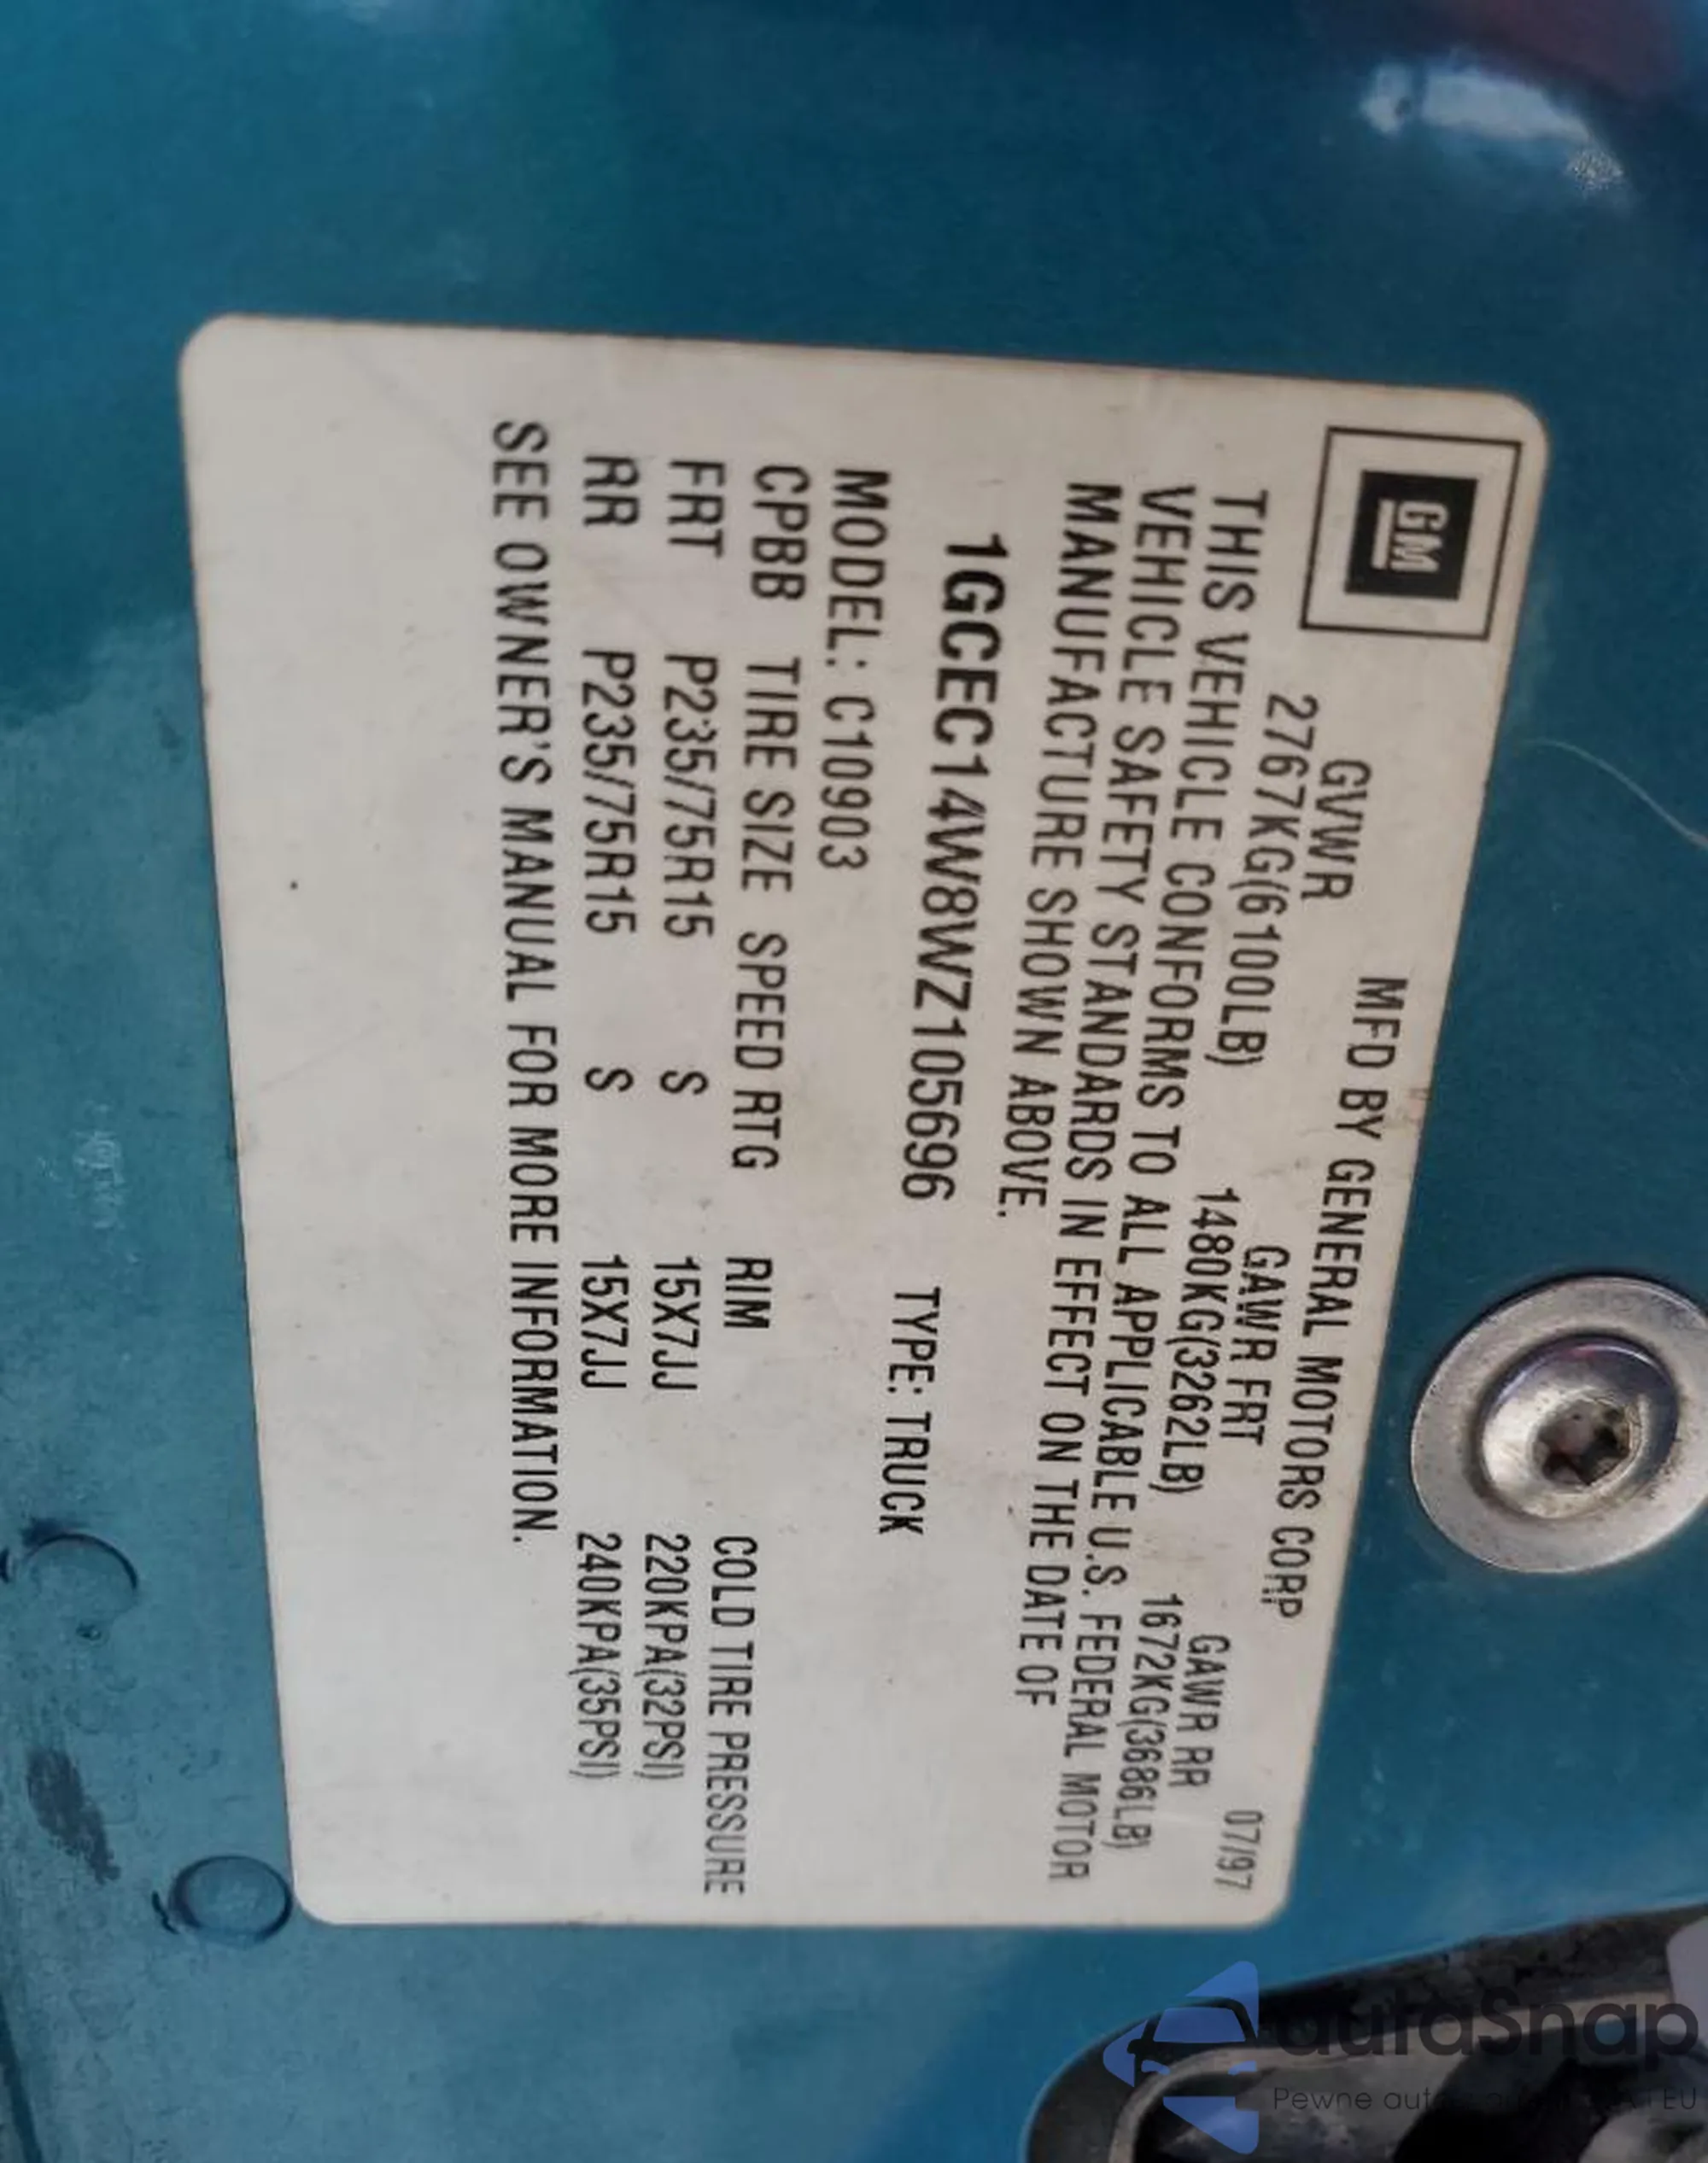 GM
MFD BY GENERAL MOTORS CORP 07/97
GVWR GAWR FRT GAWR RR
2767KG(6100LB) 1480KG(3262LB) 1672KG(3686LB)
THIS VEHICLE CONFORMS TO ALL APPLICABLE U.S. FEDERAL MOTOR
VEHICLE SAFETY STANDARDS IN EFFECT ON THE DATE OF
MANUFACTURE SHOWN ABOVE.
1GCEC14W8WZ105696 TYPE: TRUCK
MODEL: C10903
CPBB TIRE SIZE SPEED RTG RIM COLD TIRE PRESSURE
FRT P235/75R15 S 15X7JJ 220KPA(32PSI)
RR P235/75R15 S 15X7JJ 240KPA(35PSI)
SEE OWNER'S MANUAL FOR MORE INFORMATION.
autaSnap
Pewne EU